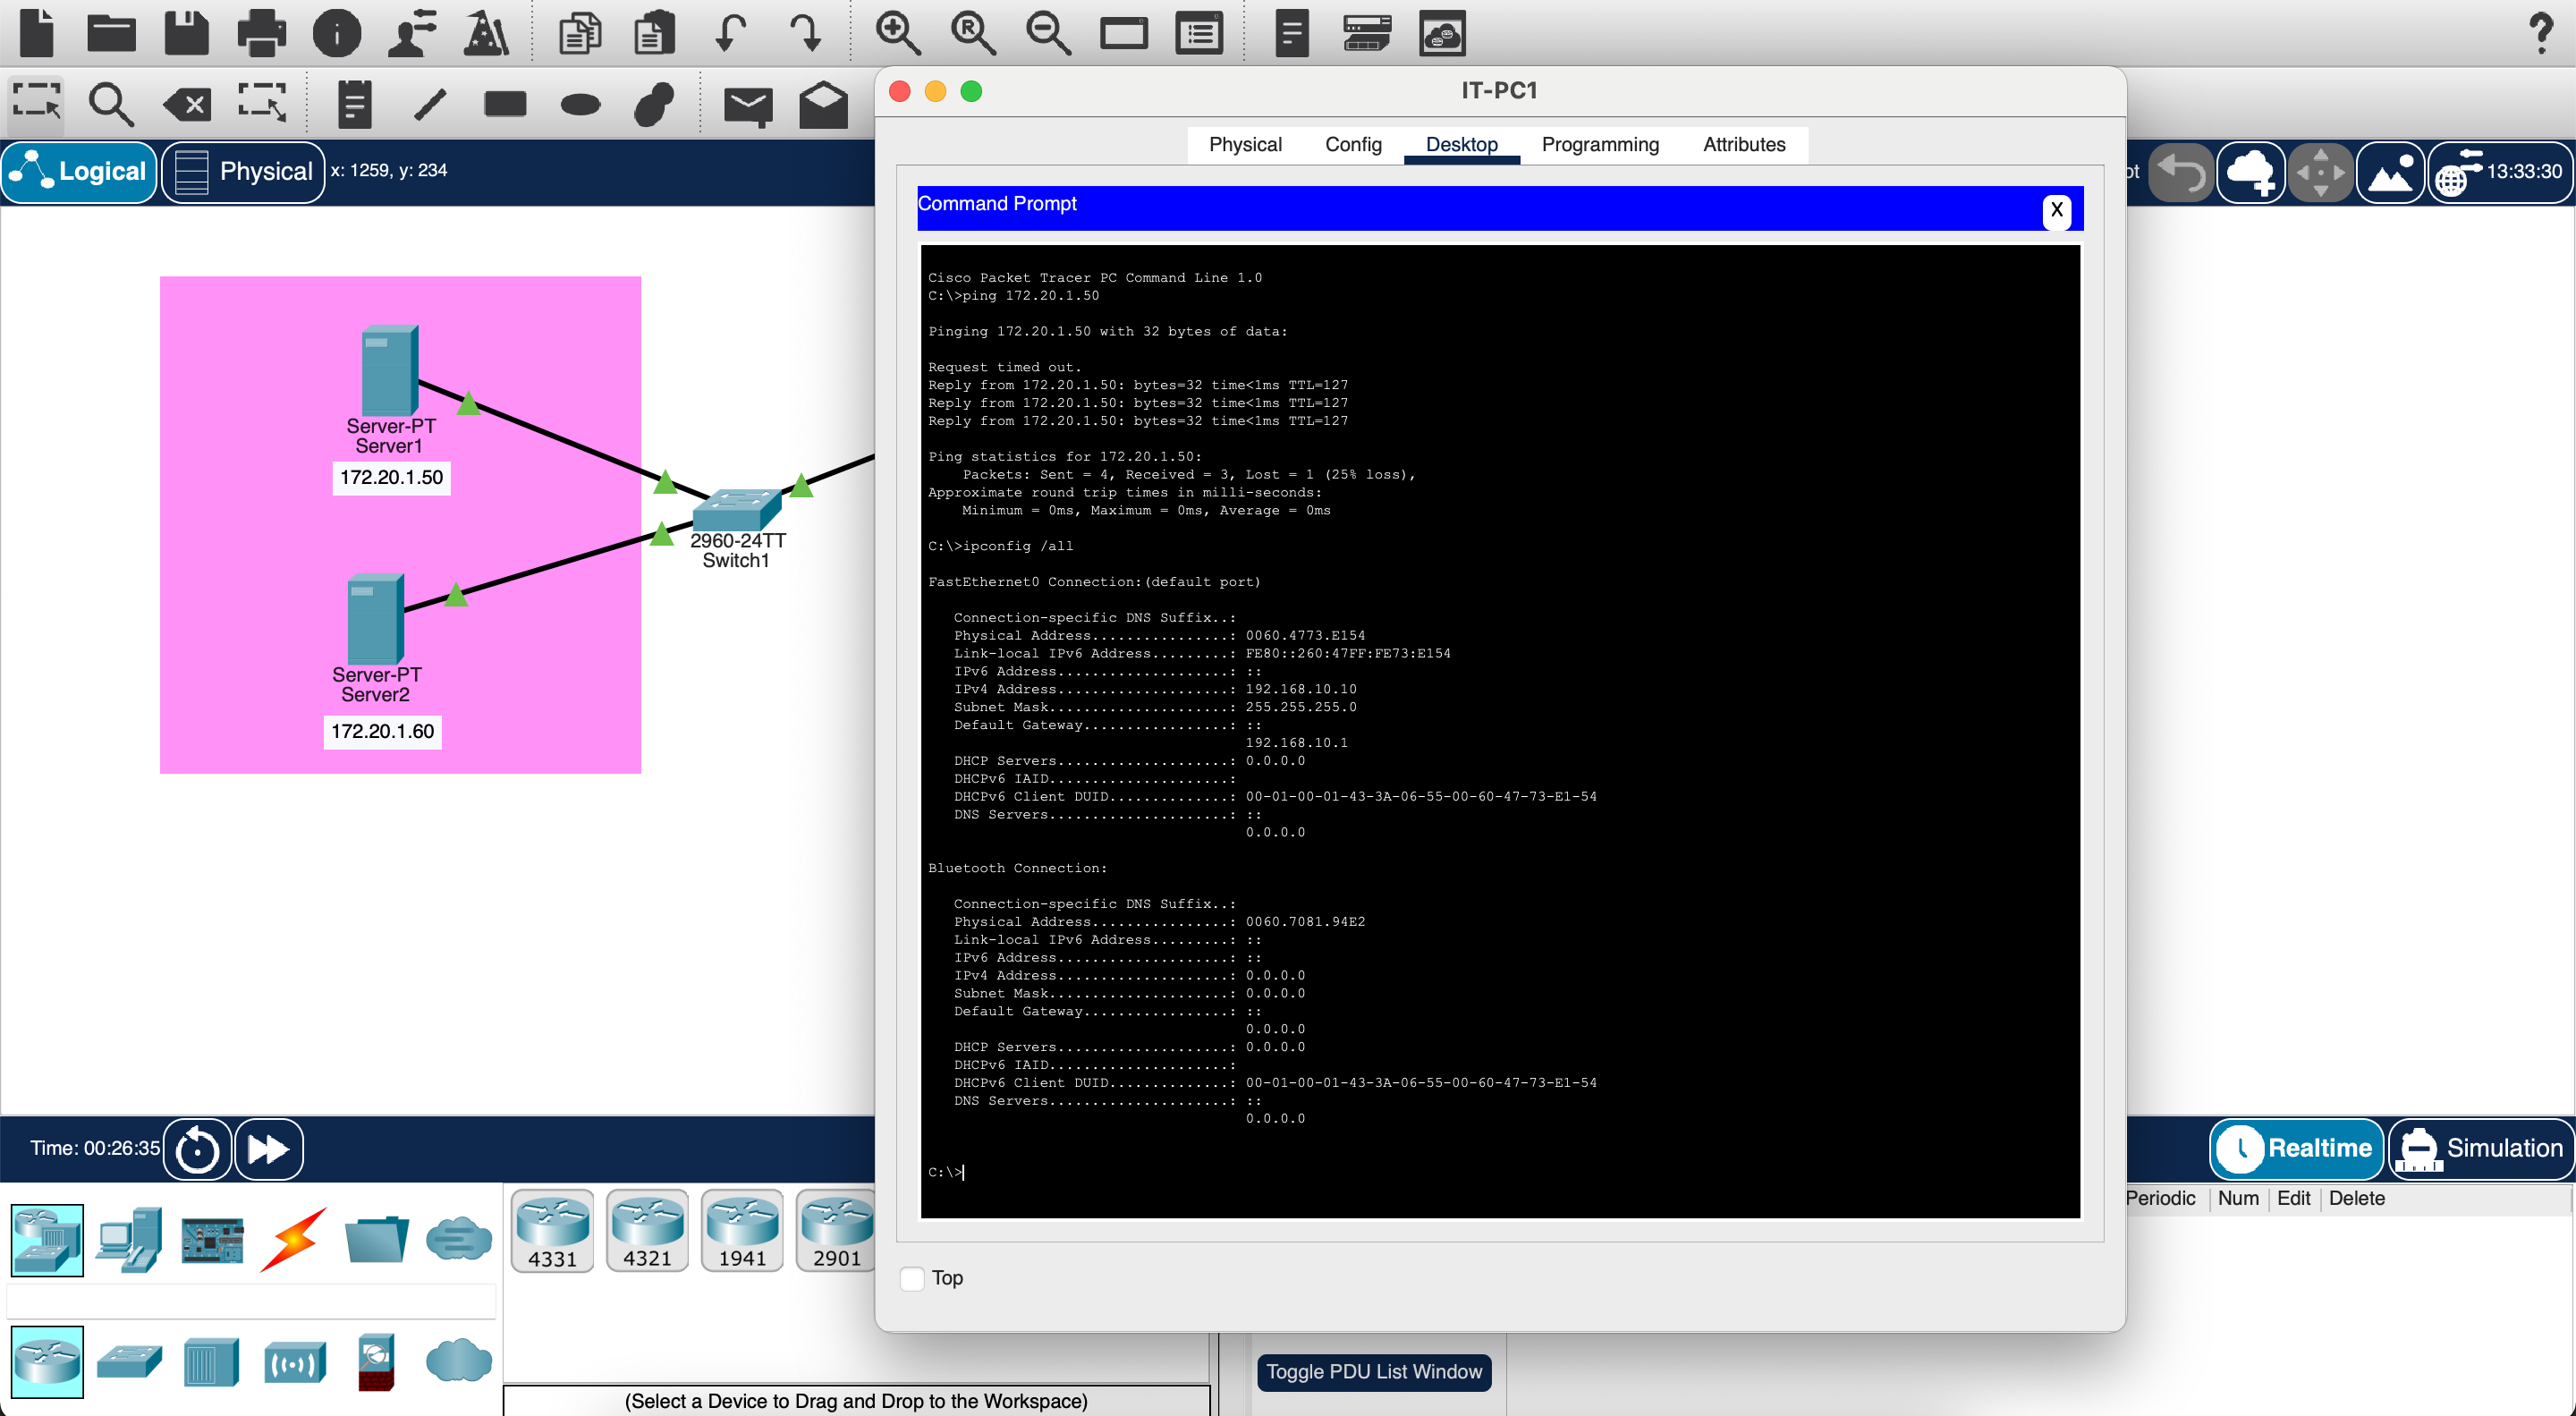 IT-PC1
Physical Config Desktop Programming Attributes
Logical Physical x: 1259, y: 234
13:33:30
Command Prompt X
Cisco Packet Tracer PC Command Line 1.0
C:\>ping 172.20.1.50
Pinging 172.20.1.50 with 32 bytes of data:
Request timed out.
Reply from 172.20.1.50: bytes=32 time<1ms TTL=127
Reply from 172.20.1.50: bytes=32 time<1ms TTL=127
Reply from 172.20.1.50: bytes=32 time<1ms TTL=127
Ping statistics for 172.20.1.50:
Packets: Sent = 4, Received = 3, Lost = 1 (25% loss),
Approximate round trip times in milli-seconds:
Minimum = 0ms, Maximum = 0ms, Average = 0ms
C:\>ipconfig /all
FastEthernet0 Connection:(default port)
Connection-specific DNS Suffix..:
Physical Address................: 0060.4773.E154
Link-local IPv6 Address.........: FE80::260:47FF:FE73:E154
IPv6 Address....................: ::
IPv4 Address....................: 192.168.10.10
Subnet Mask.....................: 255.255.255.0
Default Gateway.................: ::
192.168.10.1
DHCP Servers....................: 0.0.0.0
DHCPv6 IAID.....................:
DHCPv6 Client DUID..............: 00-01-00-01-43-3A-06-55-00-60-47-73-E1-54
DNS Servers.....................: ::
0.0.0.0
Bluetooth Connection:
Connection-specific DNS Suffix..:
Physical Address................: 0060.7081.94E2
Link-local IPv6 Address.........: ::
IPv6 Address....................: ::
IPv4 Address....................: 0.0.0.0
Subnet Mask.....................: 0.0.0.0
Default Gateway.................: ::
0.0.0.0
DHCP Servers....................: 0.0.0.0
DHCPv6 IAID.....................:
DHCPv6 Client DUID..............: 00-01-00-01-43-3A-06-55-00-60-47-73-E1-54
DNS Servers.....................: ::
0.0.0.0
C:\>
Top
Server-PT
Server1
172.20.1.50
2960-24TT
Switch1
Server-PT
Server2
172.20.1.60
Time: 00:26:35
Realtime Simulation
Periodic Num Edit Delete
4331 4321 1941 2901
Toggle PDU List Window
(Select a Device to Drag and Drop to the Workspace)